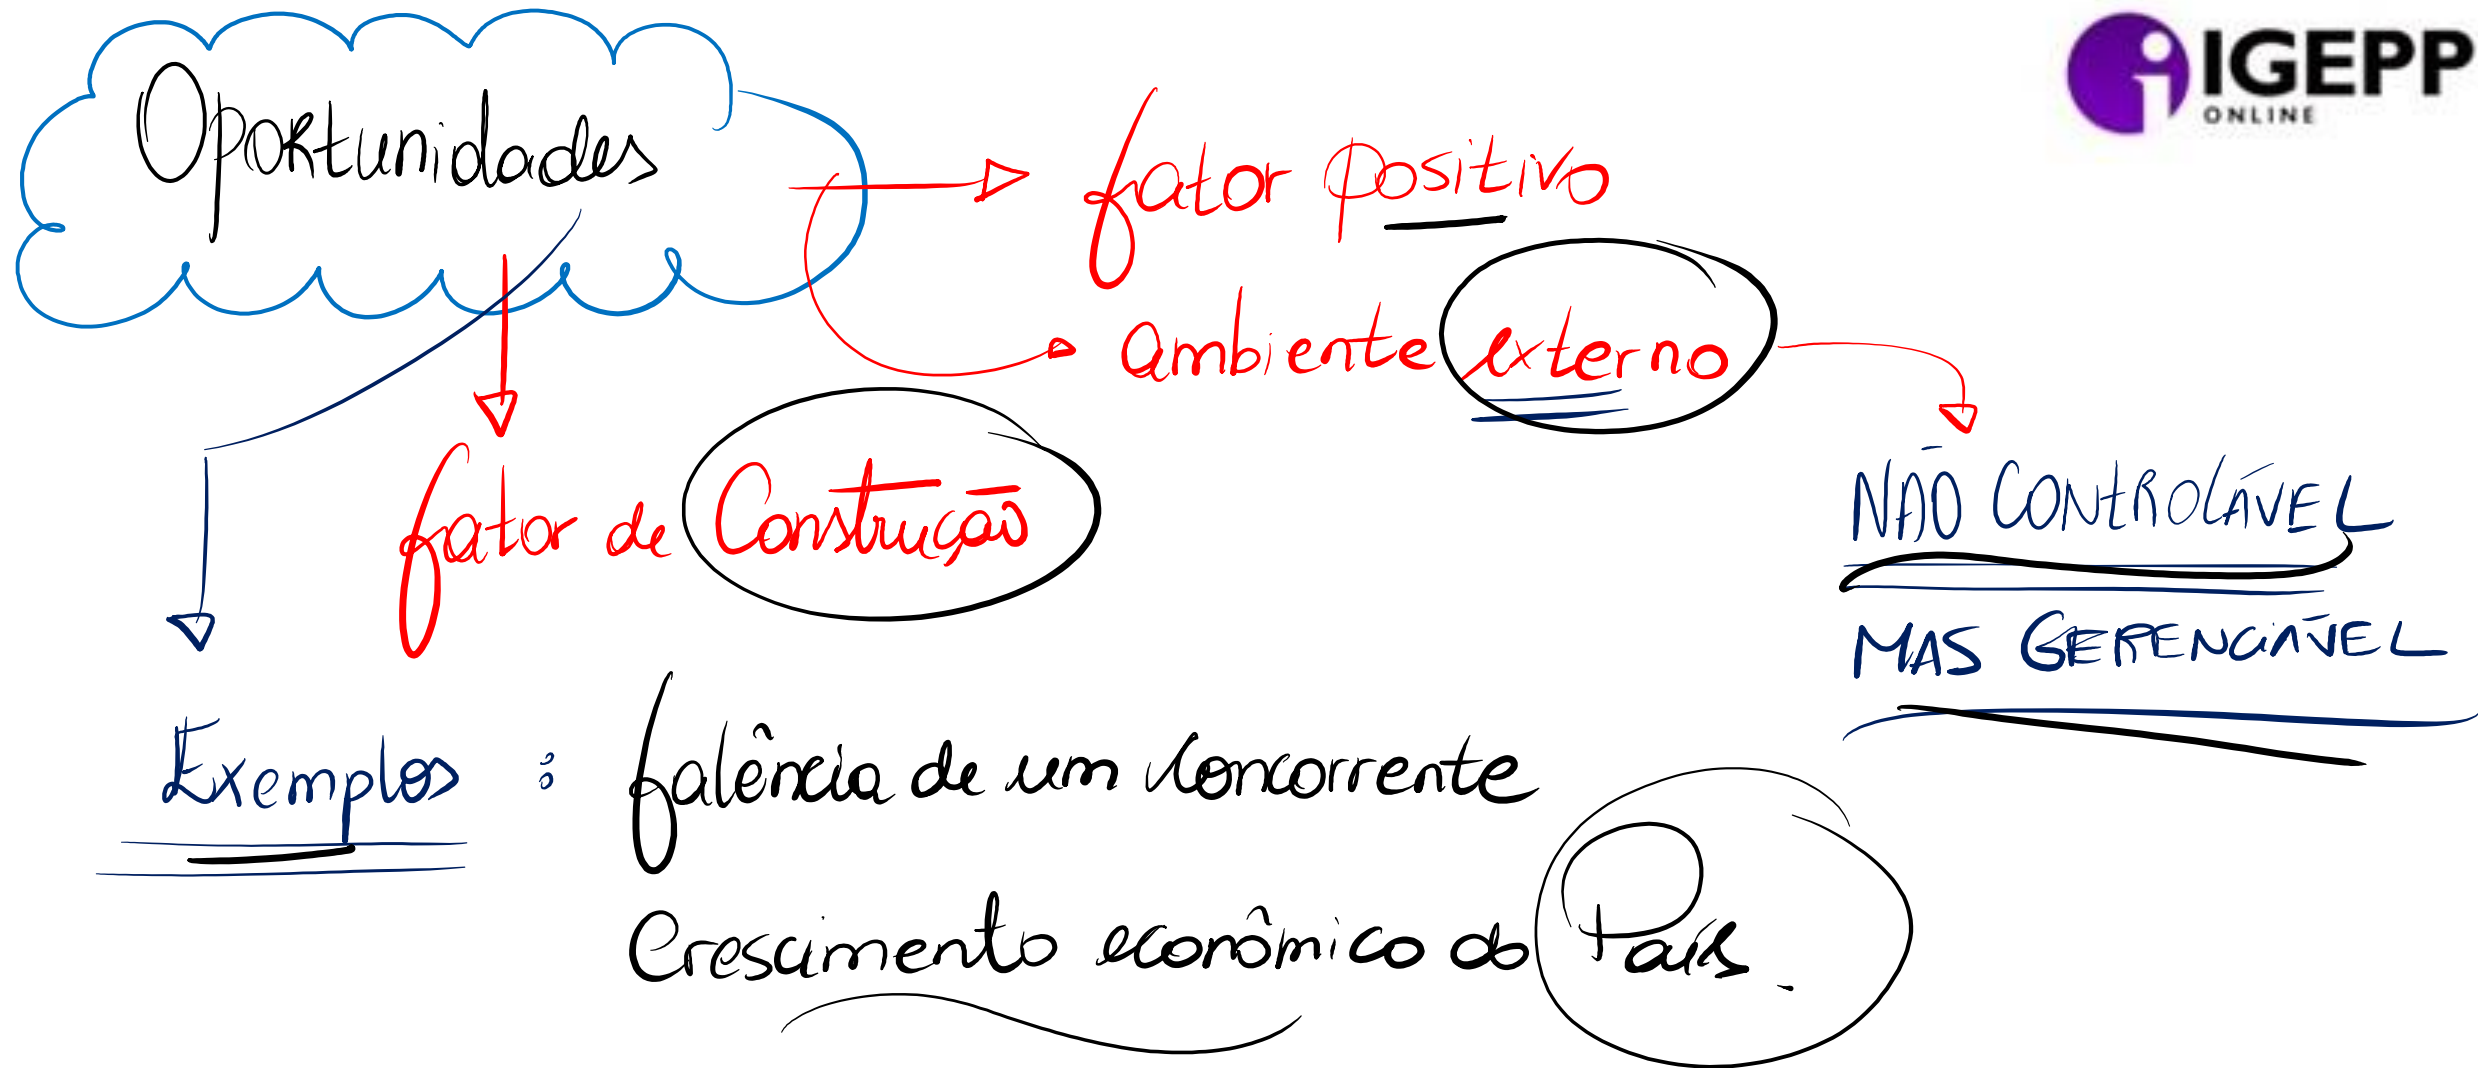 IGEPP
ONLINE
Oportunidades
fator positivo
ambiente externo
NÃO CONTROLÁVEL
MAS GERENCIÁVEL
fator de Construção
Exemplos : falência de um concorrente
Crescimento econômico do País.